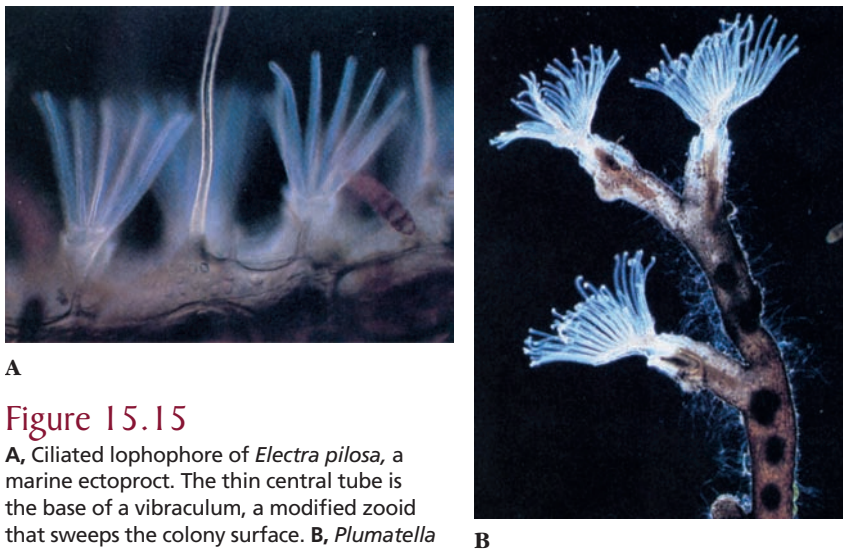 A
Figure 15.15
A, Ciliated lophophore of Electra pilosa, a
marine ectoproct. The thin central tube is
the base of a vibraculum, a modified zooid
that sweeps the colony surface. B, Plumatella
B